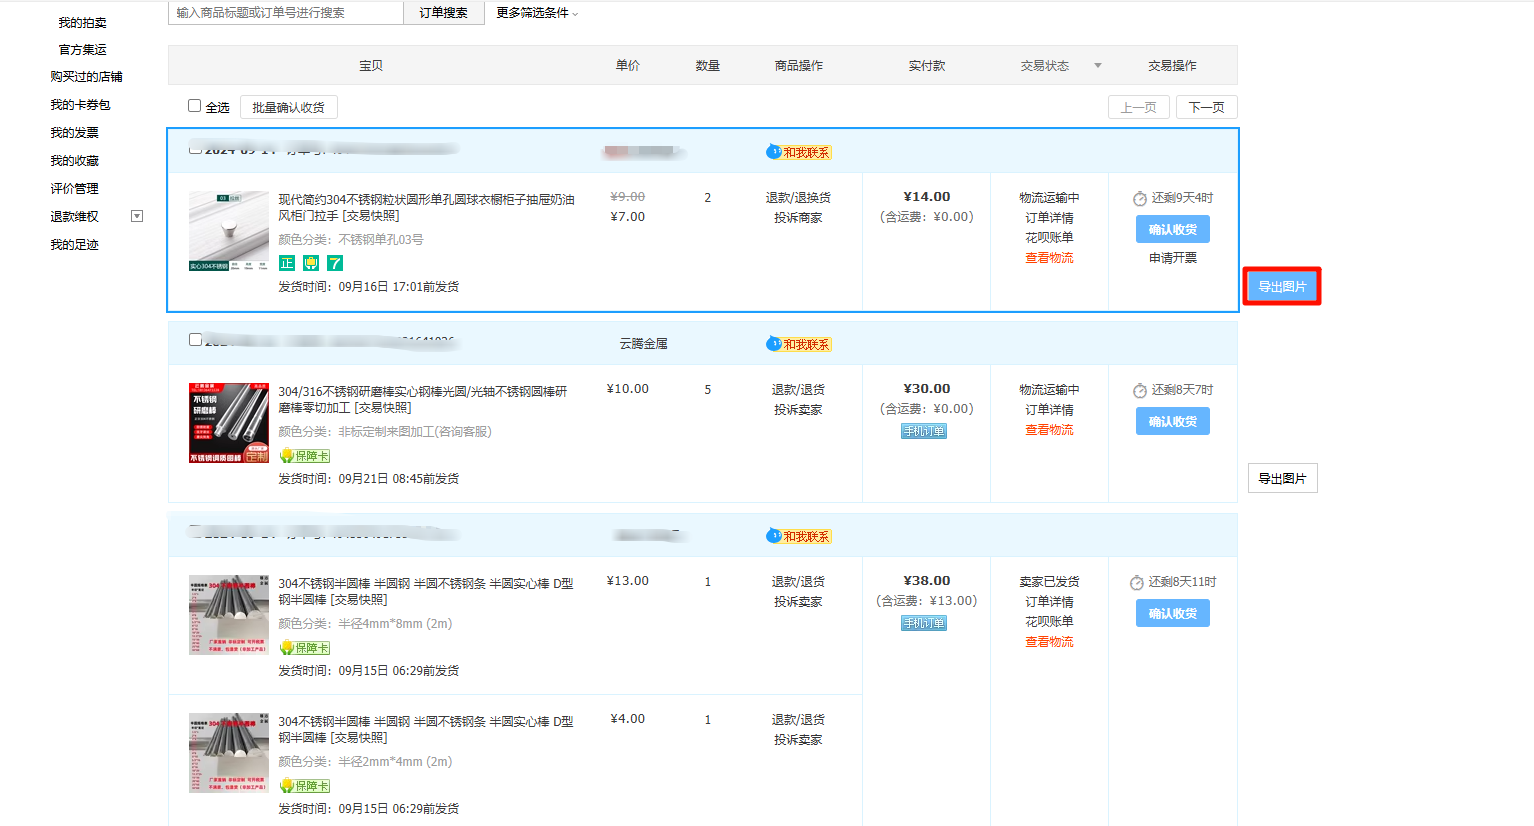 我的拍卖
官方集运
购买过的店铺
我的卡券包
我的发票
我的收藏
评价管理
退款维权
我的足迹
输入商品标题或订单号进行搜索 订单搜索 更多筛选条件
宝贝 单价 数量 商品操作 实付款 交易状态 交易操作
全选 批量确认收货 上一页 下一页
和我联系
现代简约304不锈钢粒状圆形单孔圆球衣橱柜子抽屉奶油
风柜门拉手 [交易快照]
颜色分类：不锈钢单孔03号
正 7
发货时间：09月16日 17:01前发货
实心304不锈钢
¥9.00
¥7.00
2
退款/退换货
投诉商家
¥14.00
(含运费：¥0.00)
物流运输中
订单详情
花呗账单
查看物流
还剩9天4时
确认收货
申请开票
导出图片
云腾金属
和我联系
不锈钢
研磨棒
不锈钢调质圆棒 定制
304/316不锈钢研磨棒实心钢棒光圆/光轴不锈钢圆棒研
磨棒零切加工 [交易快照]
颜色分类：非标定制来图加工(咨询客服)
保障卡
发货时间：09月21日 08:45前发货
¥10.00
5
退款/退货
投诉卖家
¥30.00
(含运费：¥0.00)
手机订单
物流运输中
订单详情
查看物流
还剩8天7时
确认收货
导出图片
和我联系
304不锈钢半圆棒 半圆钢 半圆不锈钢条 半圆实心棒 D型
钢半圆棒 [交易快照]
颜色分类：半径4mm*8mm (2m)
保障卡
发货时间：09月15日 06:29前发货
¥13.00
1
退款/退货
投诉卖家
¥38.00
(含运费：¥13.00)
手机订单
卖家已发货
订单详情
花呗账单
查看物流
还剩8天11时
确认收货
304不锈钢半圆棒 半圆钢 半圆不锈钢条 半圆实心棒 D型
钢半圆棒 [交易快照]
颜色分类：半径2mm*4mm (2m)
保障卡
发货时间：09月15日 06:29前发货
¥4.00
1
退款/退货
投诉卖家